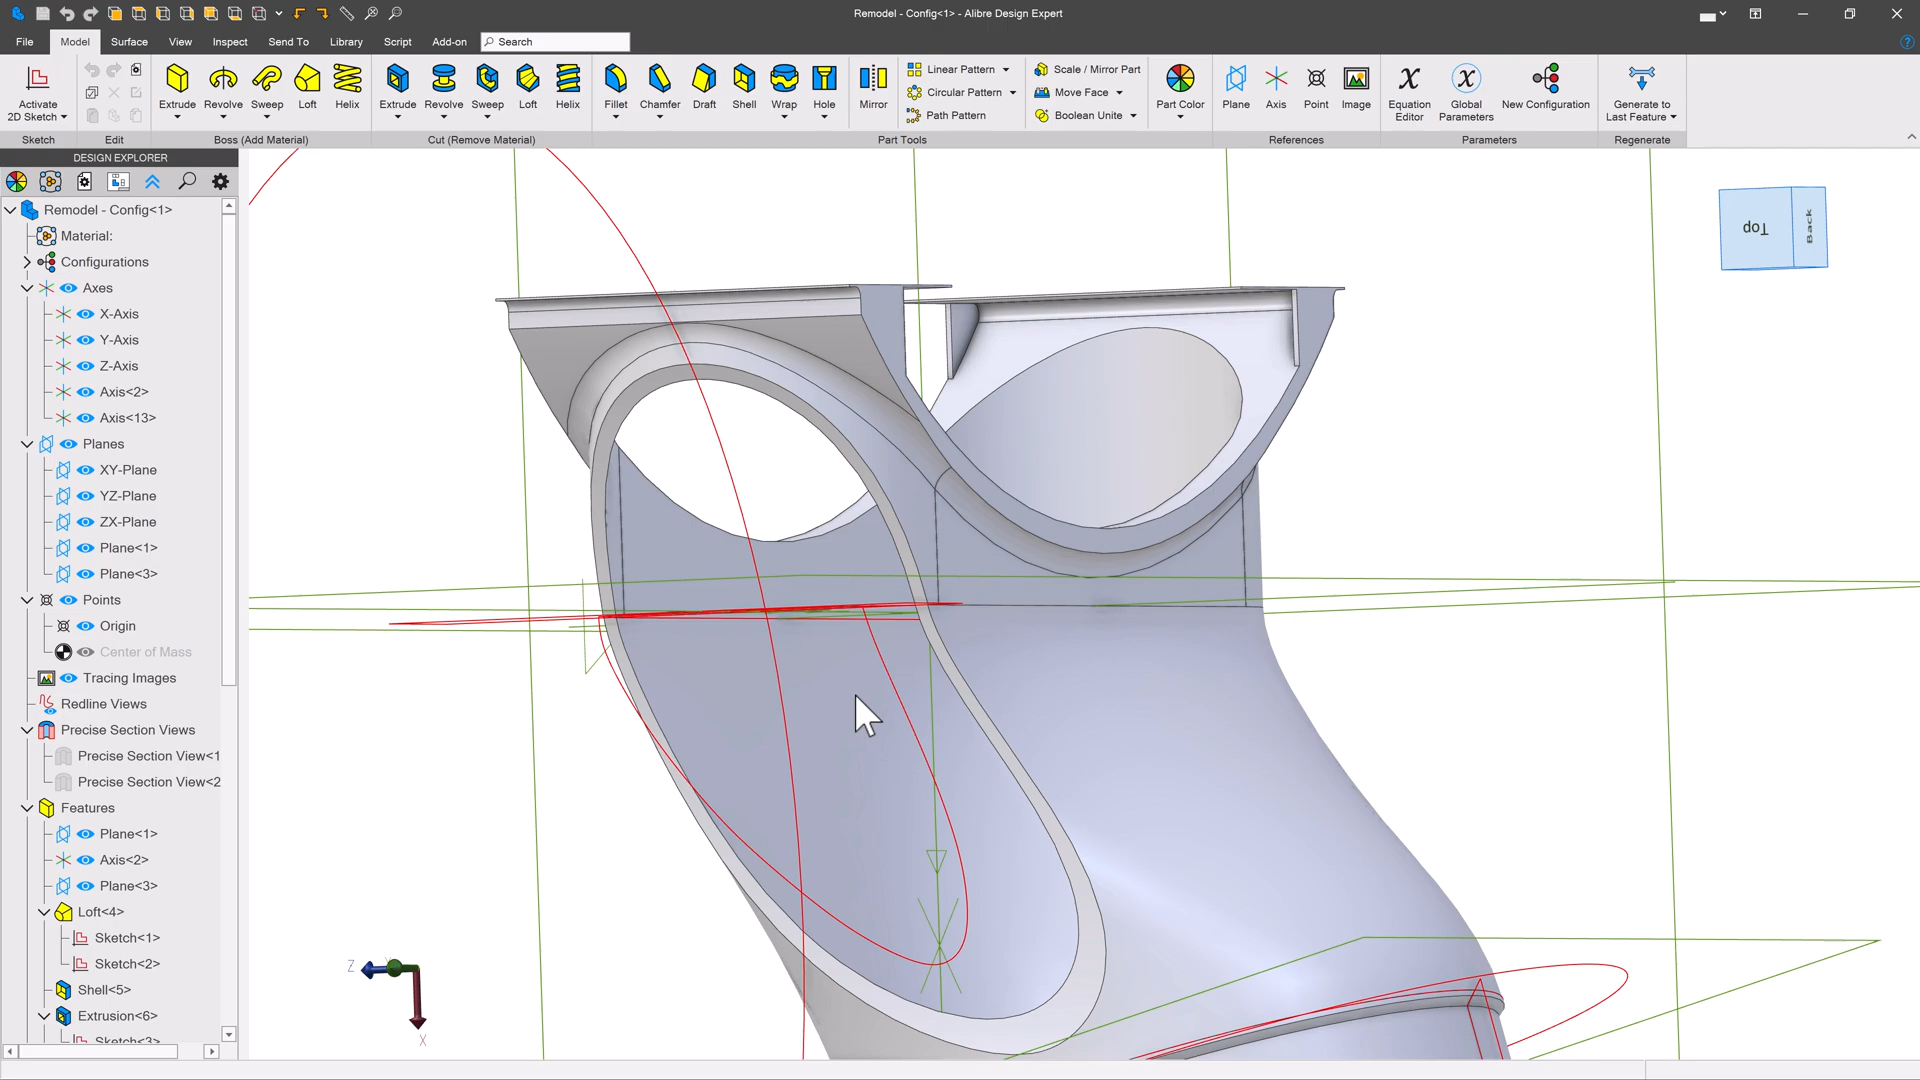 Remodel - Config<1> - Alibre Design Expert
File Model Surface View Inspect Send To Library Script Add-on Search
Activate
2D Sketch
Extrude Revolve Sweep Loft Helix
Extrude Revolve Sweep Loft Helix
Fillet Chamfer Draft Shell Wrap Hole
Mirror
Linear Pattern
Circular Pattern
Path Pattern
Scale / Mirror Part
Move Face
Boolean Unite
Part Color
Plane Axis Point Image
Equation
Editor
Global
Parameters
New Configuration
Generate to
Last Feature
Sketch Edit Boss (Add Material) Cut (Remove Material) Part Tools References Parameters Regenerate
DESIGN EXPLORER
Remodel - Config<1>
Material:
Configurations
Axes
X-Axis
Y-Axis
Z-Axis
Axis<2>
Axis<13>
Planes
XY-Plane
YZ-Plane
ZX-Plane
Plane<1>
Plane<3>
Points
Origin
Center of Mass
Tracing Images
Redline Views
Precise Section Views
Precise Section View<1
Precise Section View<2
Features
Plane<1>
Axis<2>
Plane<3>
Loft<4>
Sketch<1>
Sketch<2>
Shell<5>
Extrusion<6>
Sketch<3>
Top
Back
Z
X